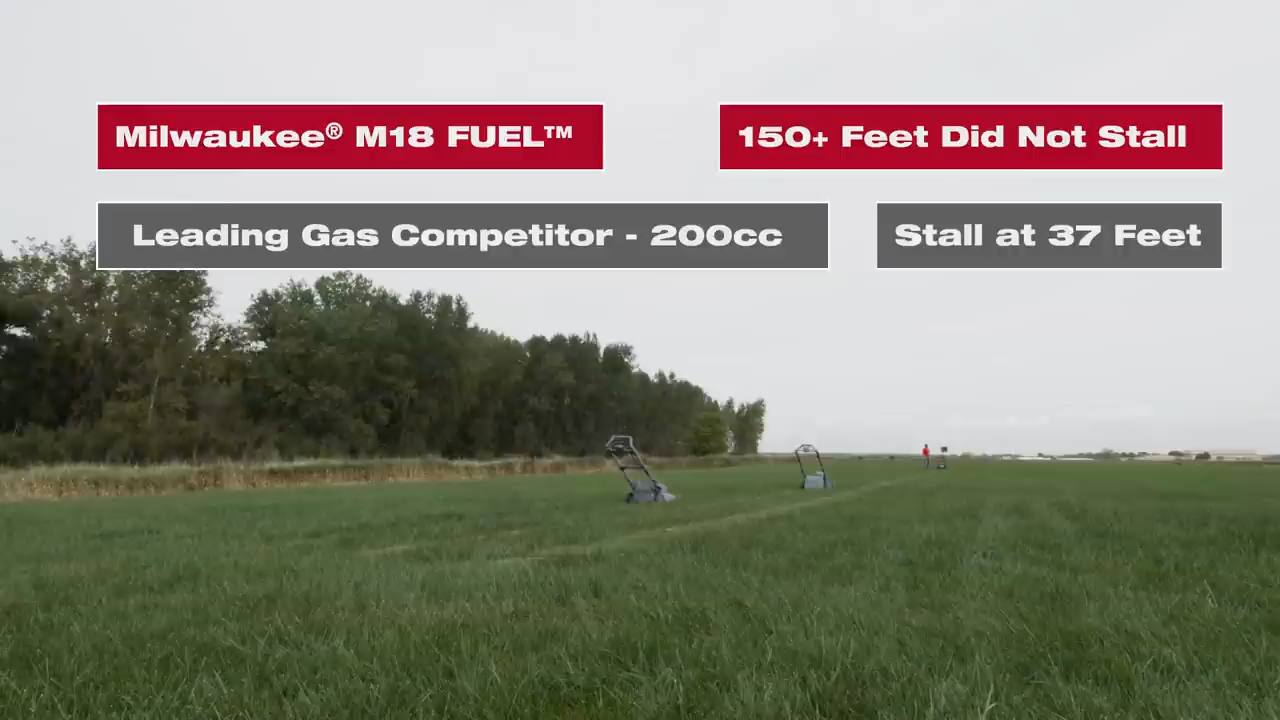 Milwaukee® M18 FUEL™ 150+ Feet Did Not Stall
Leading Gas Competitor - 200cc Stall at 37 Feet